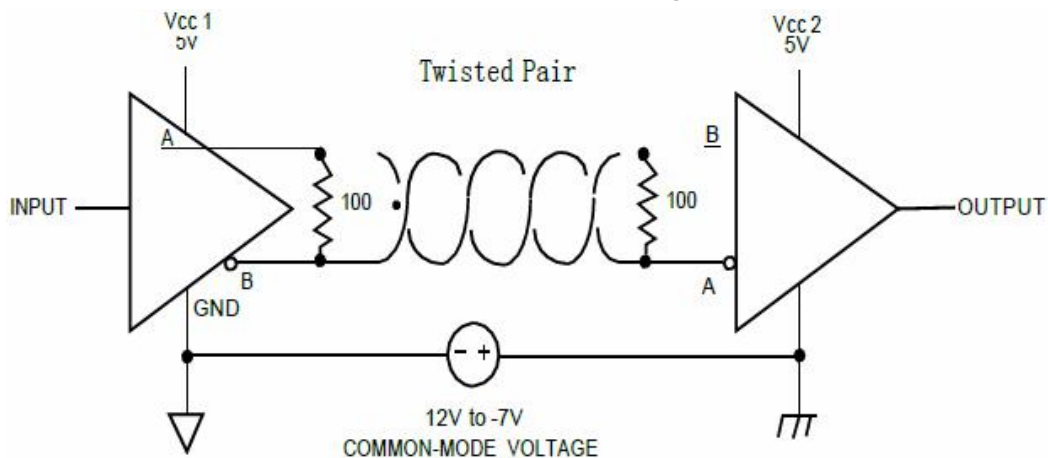 Vcc 1
5V
Vcc 2
5V
Twisted Pair
A
B
100
100
INPUT
OUTPUT
B
A
GND
- +
12V to -7V
COMMON-MODE VOLTAGE